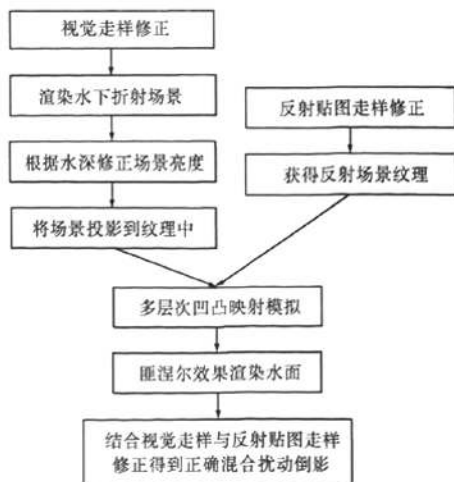 视觉走样修正
渲染水下折射场景
根据水深修正场景亮度
将场景投影到纹理中
反射贴图走样修正
获得反射场景纹理
多层次凹凸映射模拟
匪涅尔效果渲染水面
结合视觉走样与反射贴图走样
修正得到正确混合扰动倒影